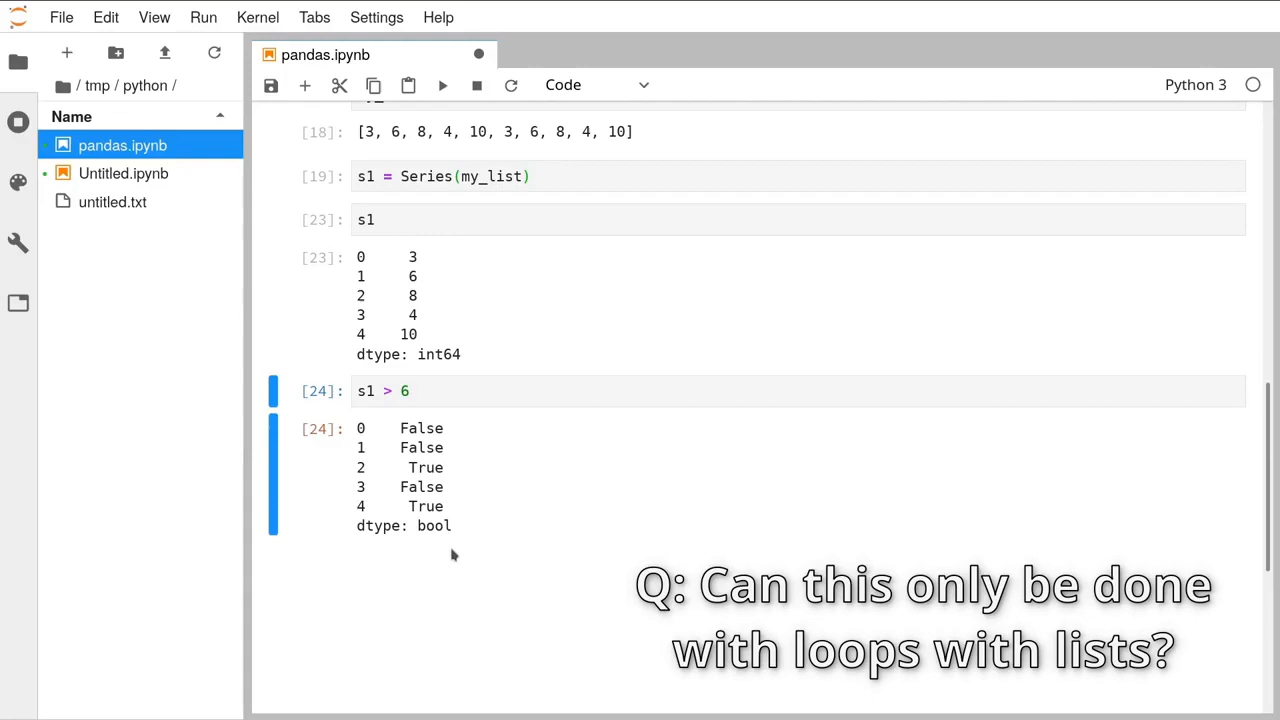 File Edit View Run Kernel Tabs Settings Help
pandas.ipynb
/ tmp / python /
Code
Python 3
Name
pandas.ipynb
Untitled.ipynb
untitled.txt
[18]: [3, 6, 8, 4, 10, 3, 6, 8, 4, 10]
[19]: s1 = Series(my_list)
[23]: s1
[23]: 0 3
1 6
2 8
3 4
4 10
dtype: int64
[24]: s1 > 6
[24]: 0 False
1 False
2 True
3 False
4 True
dtype: bool
Q: Can this only be done
with loops with lists?